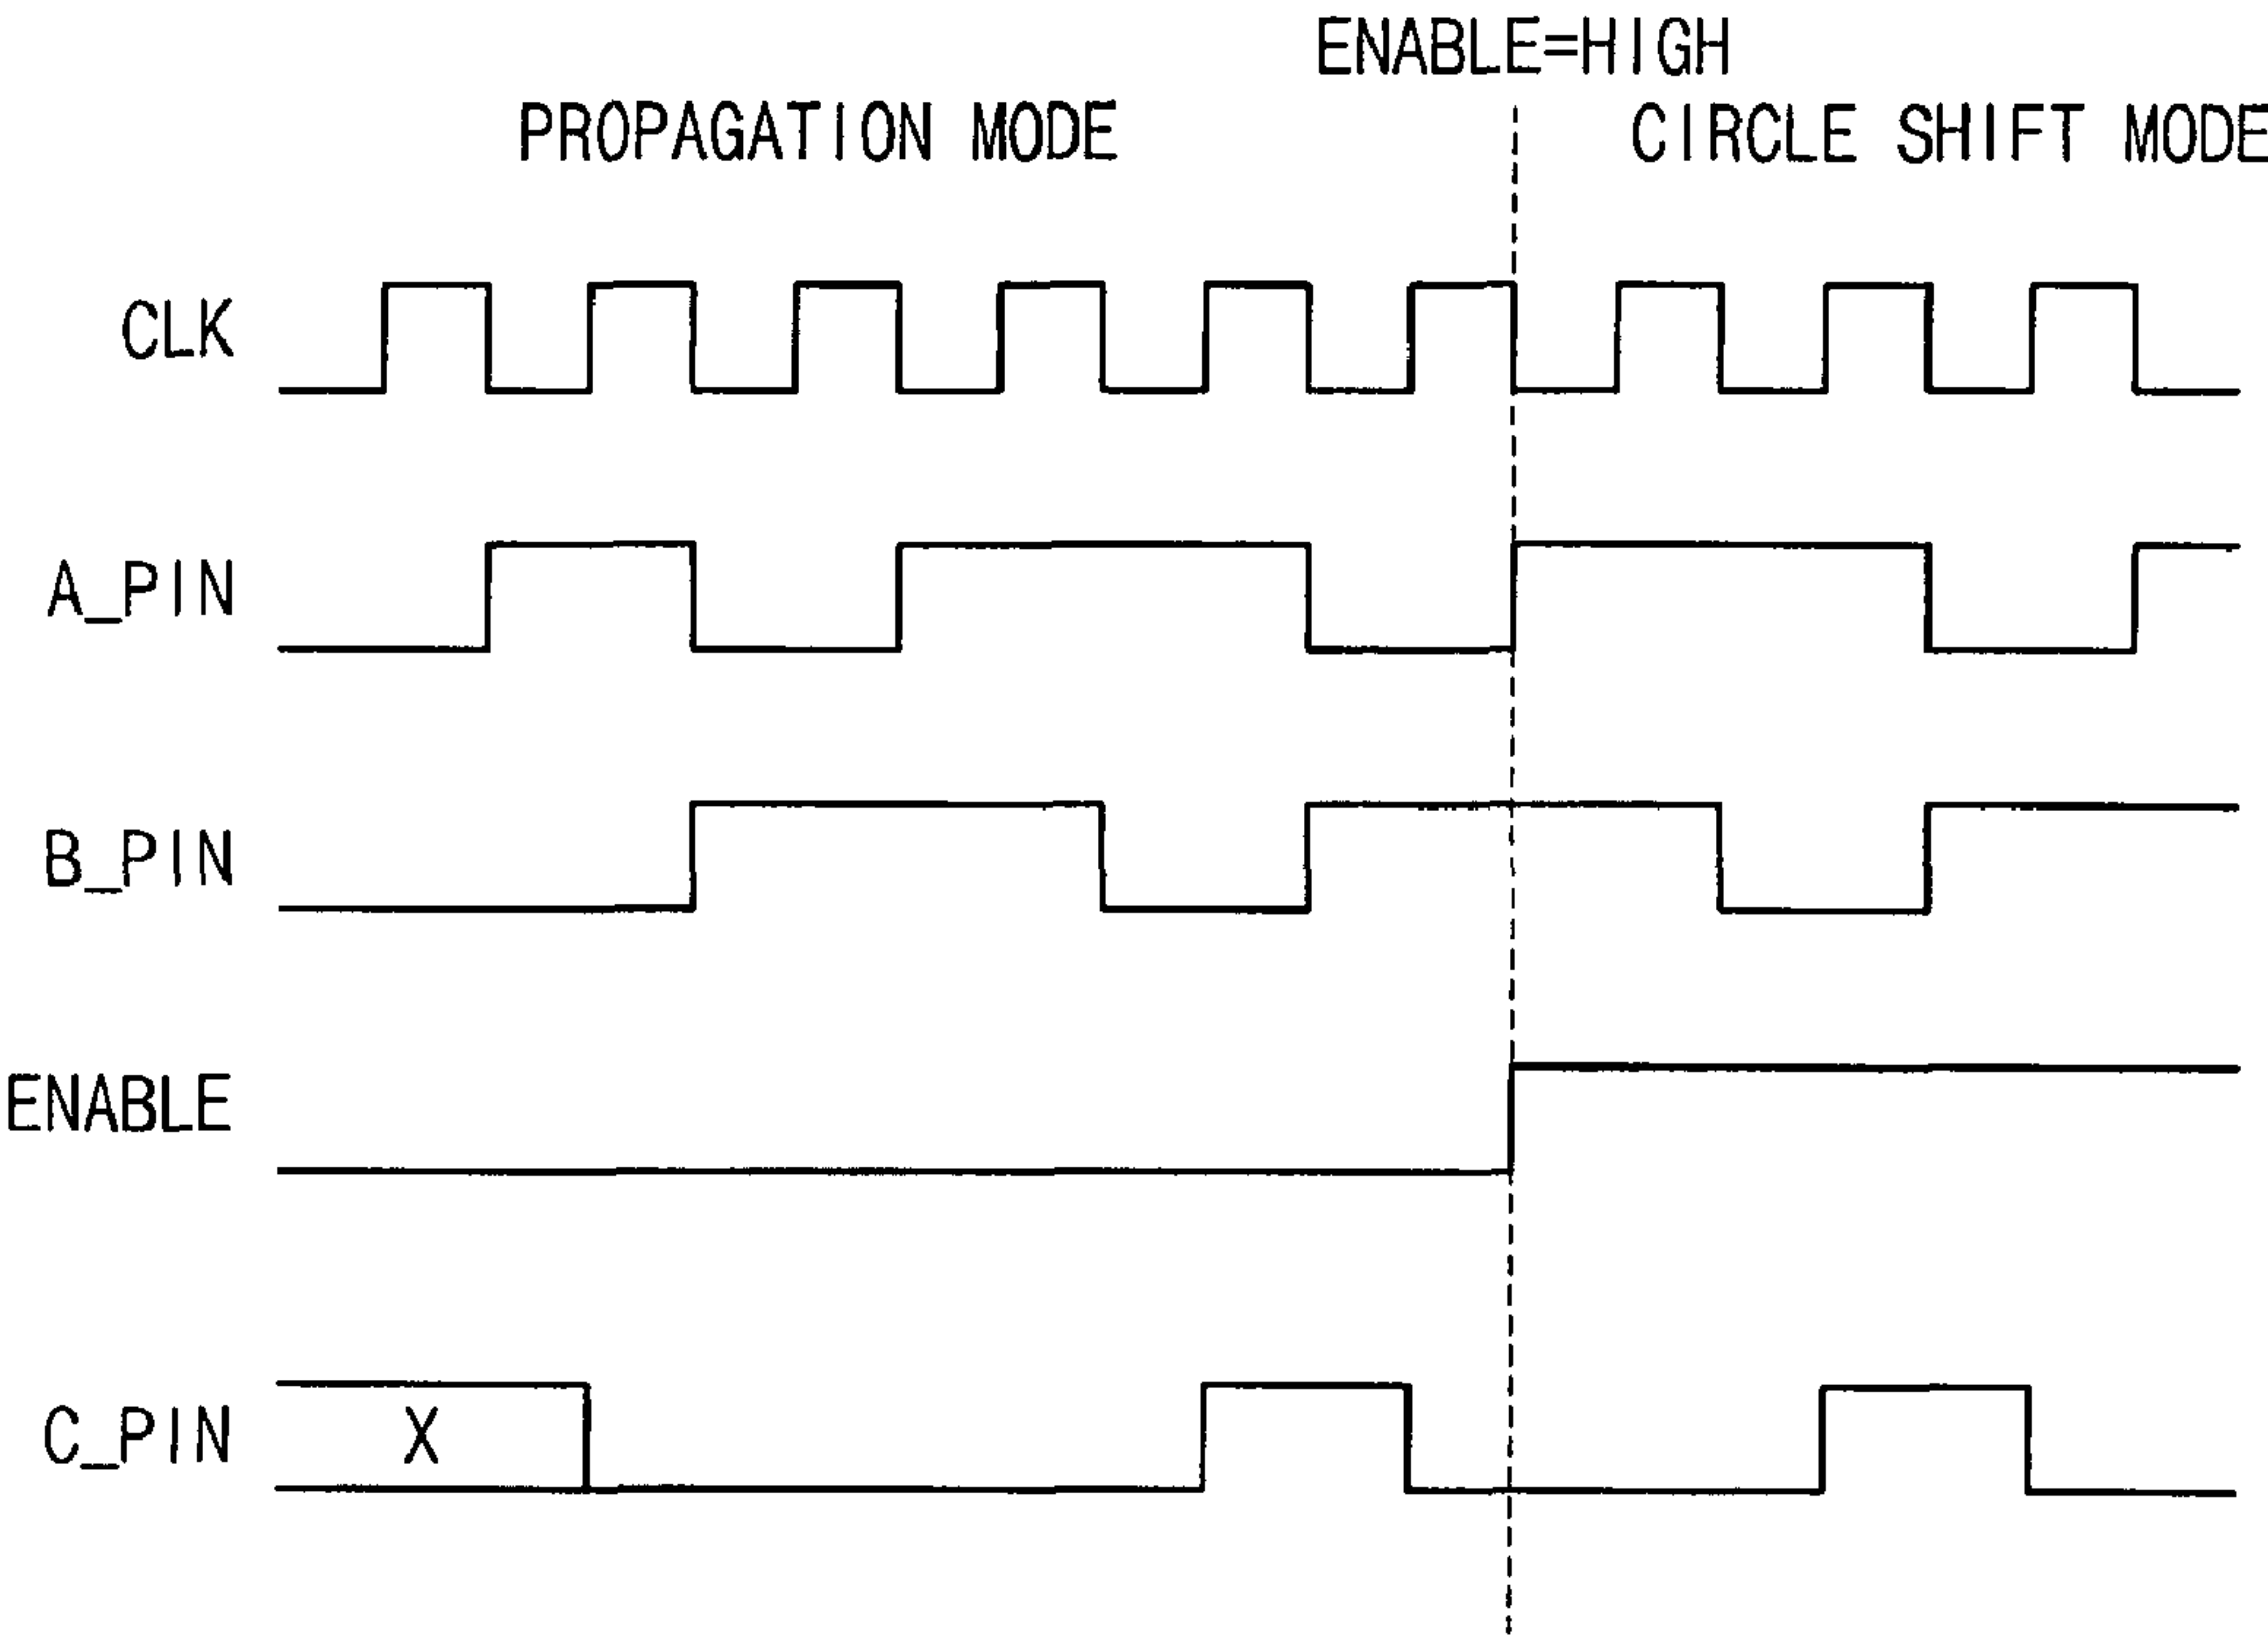 ENABLE=HIGH
PROPAGATION MODE
CIRCLE SHIFT MODE
CLK
A_PIN
B_PIN
ENABLE
C_PIN
X